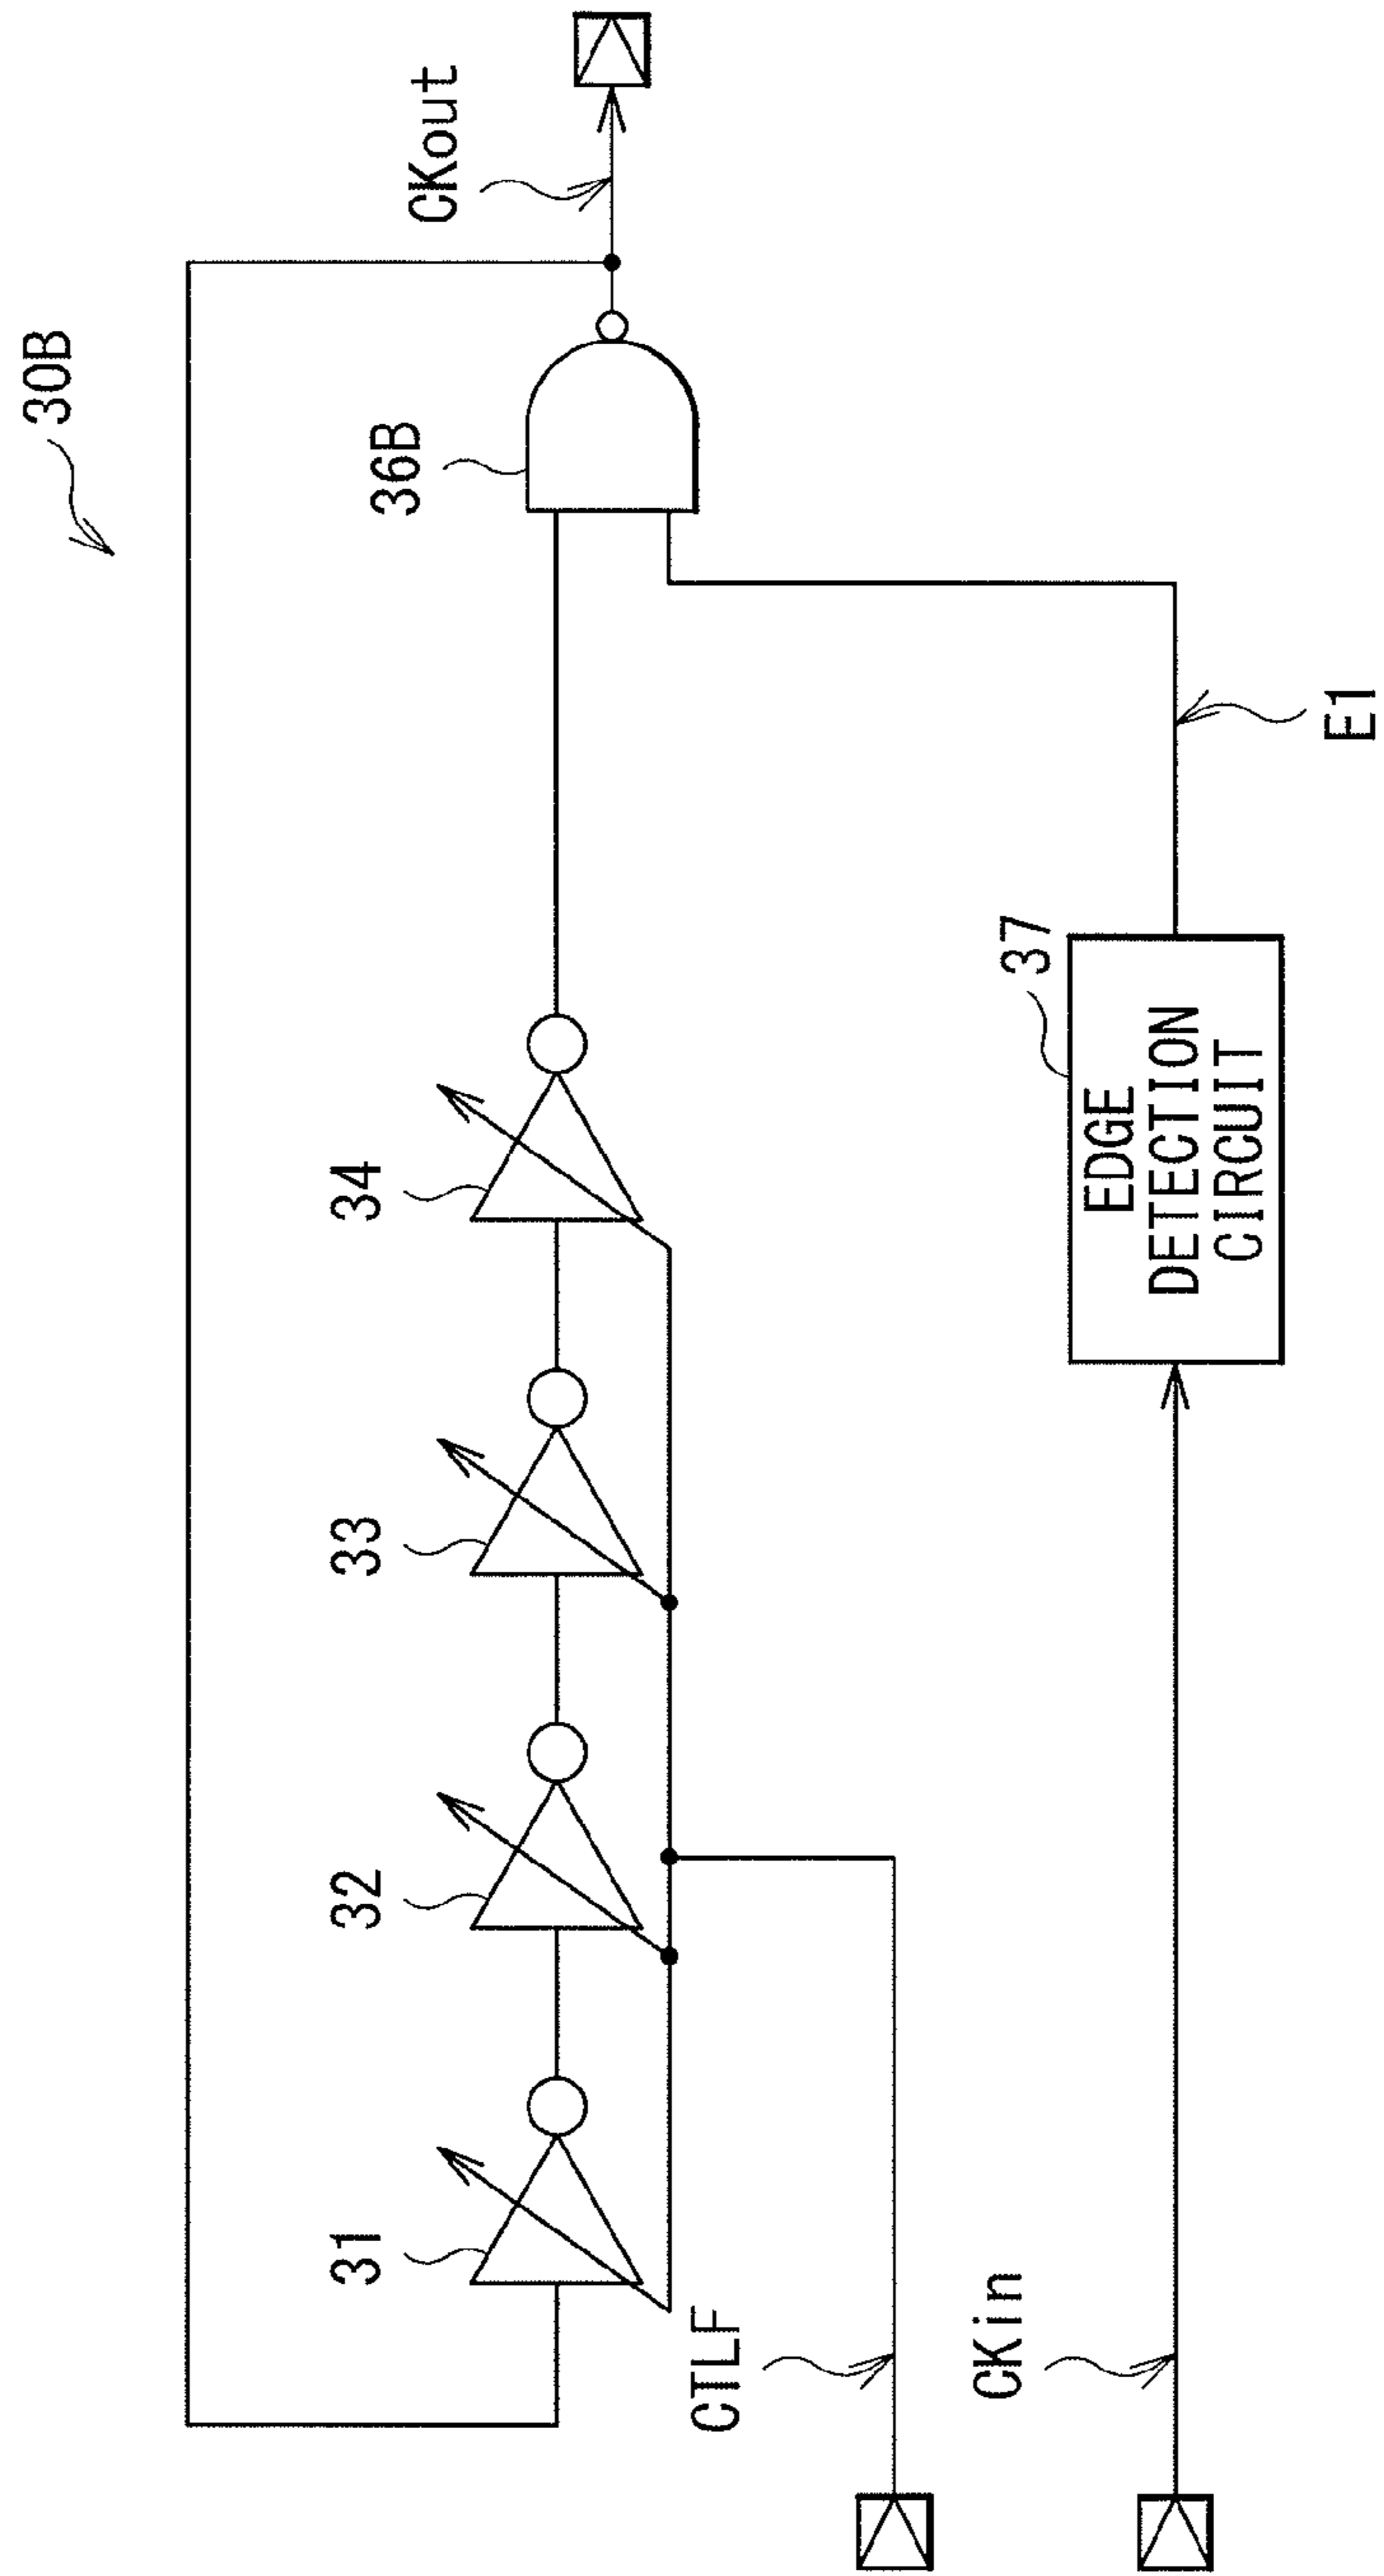 30B
CKout
36B
31
32
33
34
CTLF
37
EDGE
DETECTION
CIRCUIT
CKin
E1